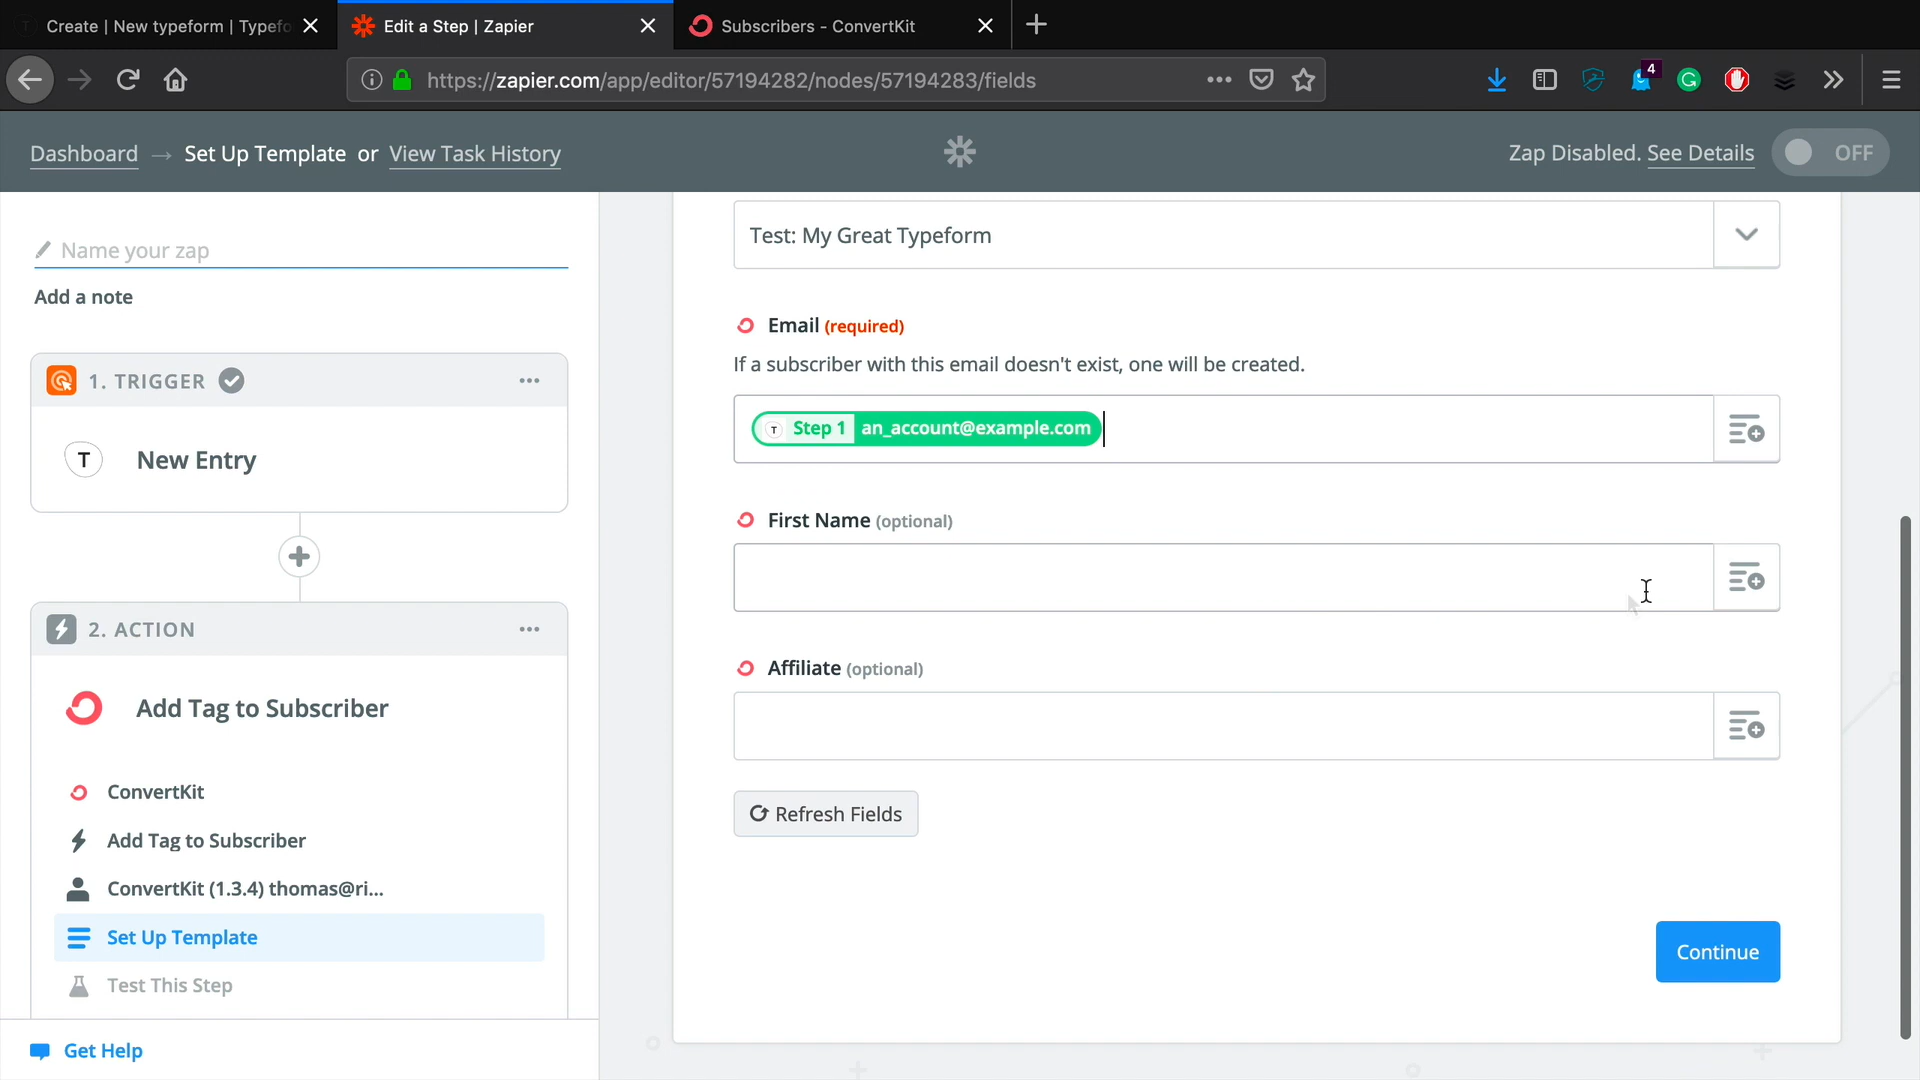 Create | New typeform | Typefo
Edit a Step | Zapier
Subscribers - ConvertKit
https://zapier.com/app/editor/57194282/nodes/57194283/fields
4
Dashboard → Set Up Template or View Task History
Zap Disabled. See Details
OFF
Name your zap
Add a note
1. TRIGGER
T
New Entry
2. ACTION
Add Tag to Subscriber
ConvertKit
Add Tag to Subscriber
ConvertKit (1.3.4) thomas@ri...
Set Up Template
Test This Step
Get Help
Test: My Great Typeform
Email (required)
If a subscriber with this email doesn't exist, one will be created.
T Step 1 an_account@example.com
First Name (optional)
Affiliate (optional)
Refresh Fields
Continue